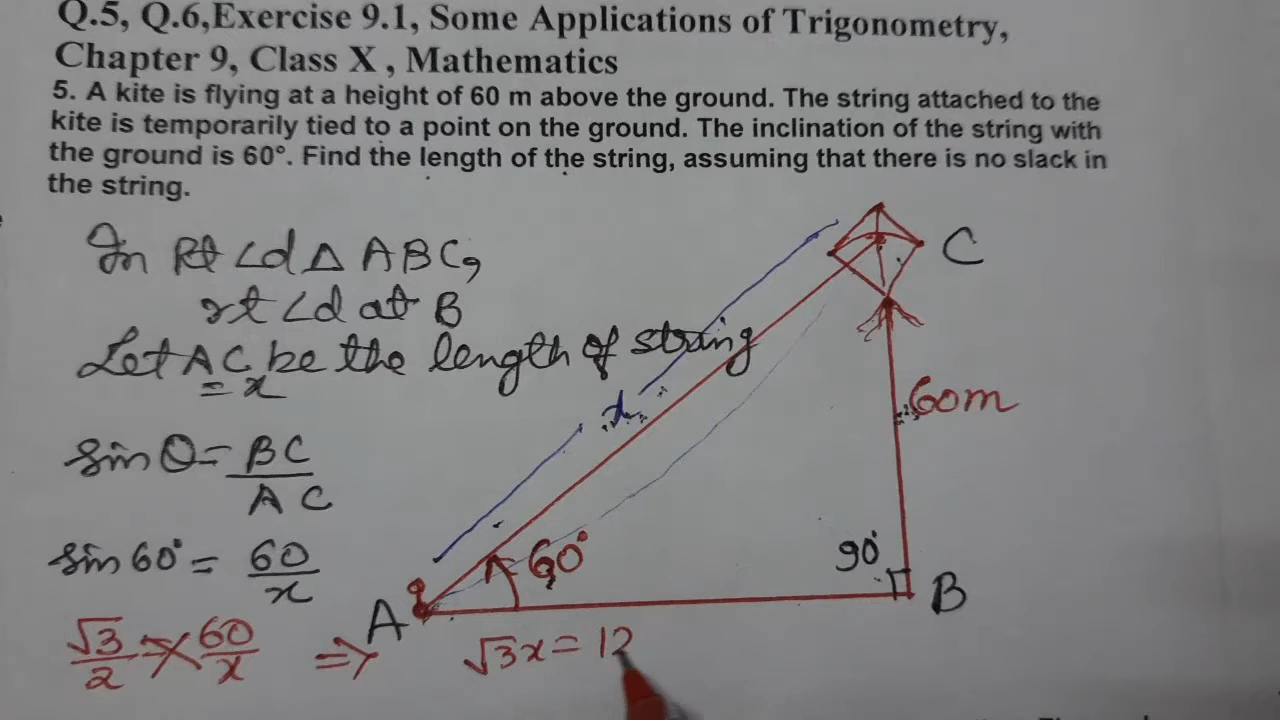 Q.5, Q.6,Exercise 9.1, Some Applications of Trigonometry,
Chapter 9, Class X , Mathematics
5. A kite is flying at a height of 60 m above the ground. The string attached to the
kite is temporarily tied to a point on the ground. The inclination of the string with
the ground is 60°. Find the length of the string, assuming that there is no slack in
the string.
In Rt ∠d △ ABC,
rt ∠d at B
Let AC be the length of string
= x
sin θ = BC / AC
sin 60° = 60 / x
√3 / 2 = 60 / x ⇒ √3x = 12
C
x
60m
60°
90°
A
B